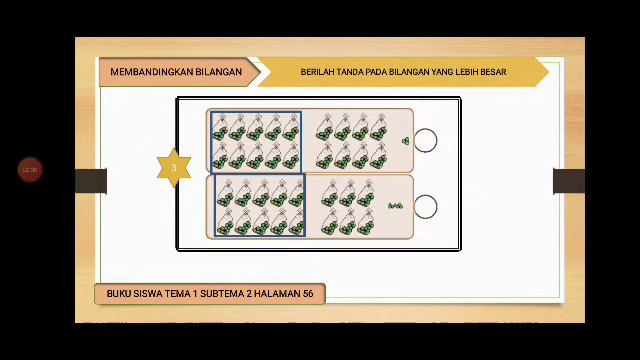 MEMBANDINGKAN BILANGAN
BERILAH TANDA PADA BILANGAN YANG LEBIH BESAR
3
BUKU SISWA TEMA 1 SUBTEMA 2 HALAMAN 56